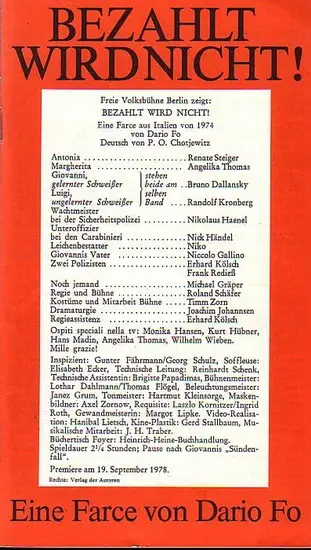 BEZAHLT
WIRD NICHT!
Freie Volksbühne Berlin zeigt:
BEZAHLT WIRD NICHT!
Eine Farce aus Italien von 1974
von Dario Fo
Deutsch von P. O. Chotjewitz
Antonia ..................... Renate Steiger
Margherita .................. Angelika Thomas
Giovanni, stehen
gelernter Schweißer beide am .. Bruno Dallansky
Luigi, selben
ungelernter Schweißer Band .... Randolf Kronberg
Wachtmeister
bei der Sicherheitspolizei ........ Nikolaus Haenel
Unteroffizier
bei den Carabinieri ........... Nick Händel
Leichenbestatter .............. Niko
Giovannis Vater ............. Niccolo Gallino
Zwei Polizisten .............. Erhard Kölsch
Frank Redieß
Noch jemand ................ Michael Gräper
Regie und Bühne ............. Roland Schäfer
Kostüme und Mitarbeit Bühne .. Timm Zorn
Dramaturgie ................. Joachim Johannsen
Regieassistenz ............... Erhard Kölsch
Ospiti speciali nella tv: Monika Hansen, Kurt Hübner,
Hans Madin, Angelika Thomas, Wilhelm Wieben.
Mille grazie!
Inspizient: Gunter Fährmann/Georg Schulz, Soffleuse:
Elisabeth Ecker, Technische Leitung: Reinhard Schenk,
Technische Assistentin: Brigitte Papadimas, Bühnenmeister:
Lothar Dahlmann/Thomas Flögel, Beleuchtungsmeister:
Janez Grum, Tonmeister: Hartmut Kleinsorge, Masken-
bildner: Axel Zornow, Requisite: Laszlo Kornitzer/Ingrid
Roth, Gewandmeisterin: Margot Lipke. Video-Realisa-
tion: Hanibal Lietsch, Kine-Plastik: Gerd Stallbaum, Mu-
sikalische Mitarbeit: J. H. Traber.
Büchertisch Foyer: Heinrich-Heine-Buchhandlung.
Spieldauer 2¼ Stunden; Pause nach Giovannis „Sünden-
fall“.
Premiere am 19. September 1978.
Rechte: Verlag der Autoren
Eine Farce von Dario Fo